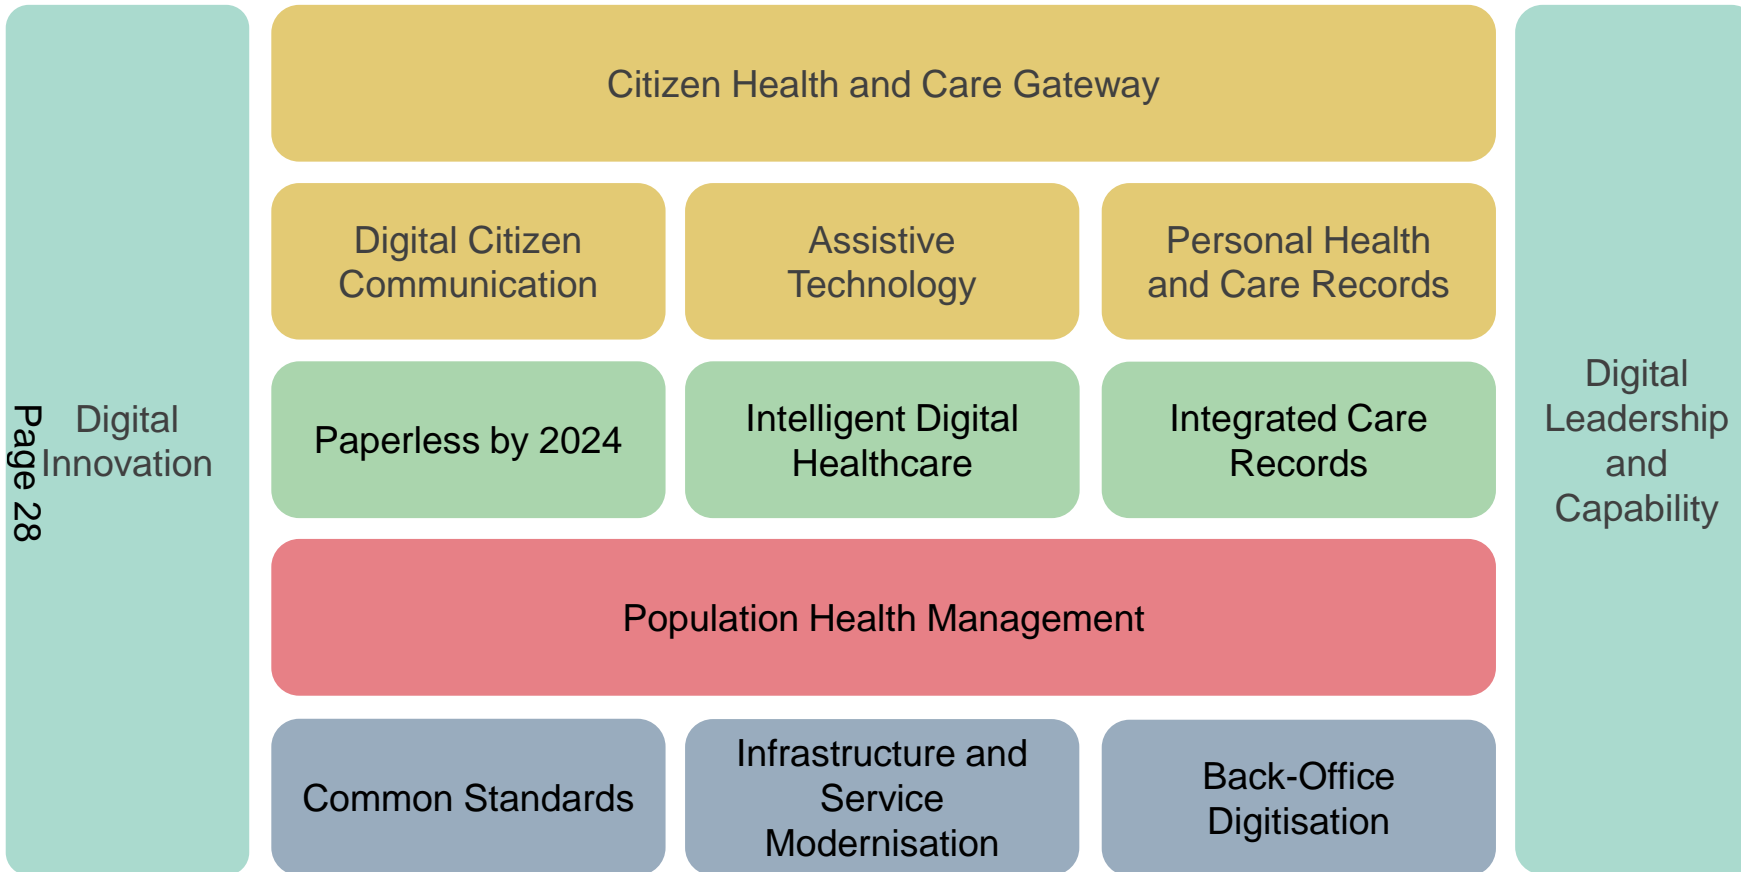 Citizen Health and Care Gateway
Digital Citizen
Communication
Assistive
Technology
Personal Health
and Care Records
Digital
Innovation
Page 28
Paperless by 2024
Intelligent Digital
Healthcare
Integrated Care
Records
Digital
Leadership
and
Capability
Population Health Management
Common Standards
Infrastructure and
Service
Modernisation
Back-Office
Digitisation